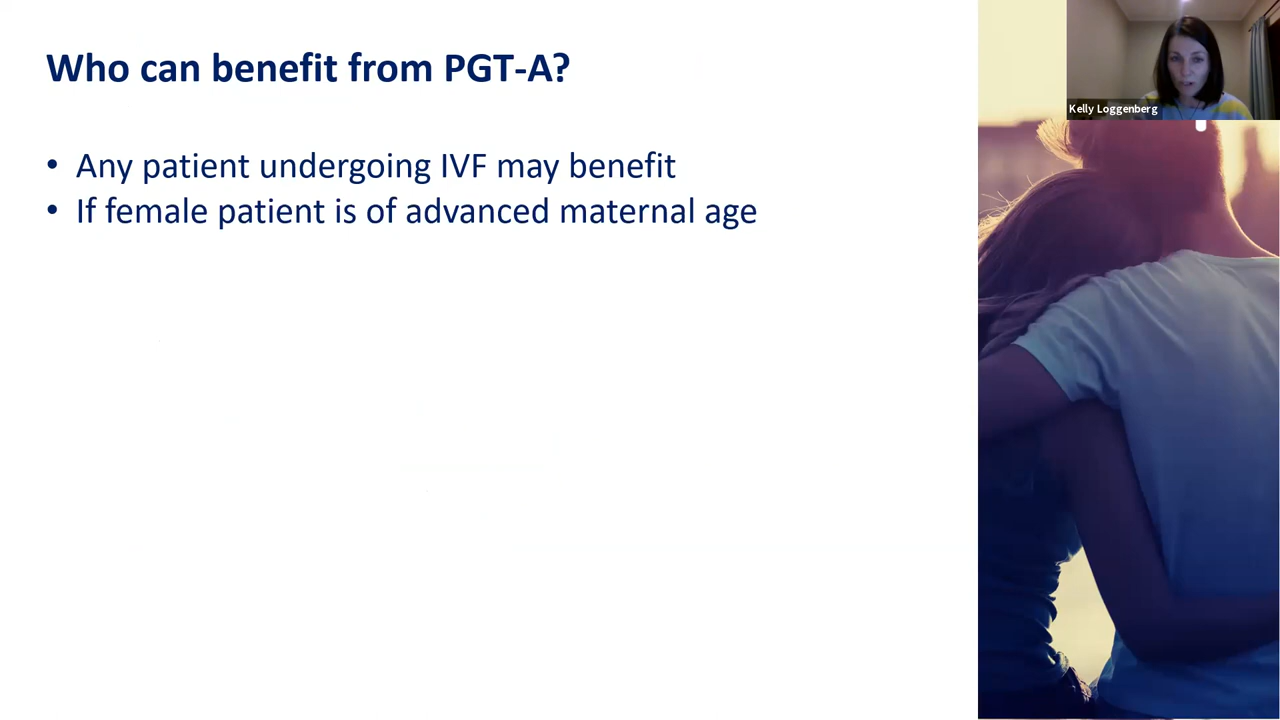 Who can benefit from PGT-A?
• Any patient undergoing IVF may benefit
• If female patient is of advanced maternal age
Kelly Loggenberg